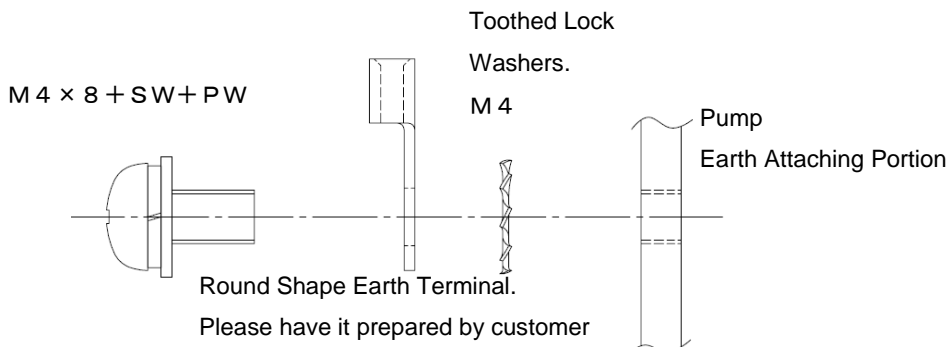 Toothed Lock
Washers.
Ｍ４
Ｍ４×８＋ＳＷ＋ＰＷ
Pump
Earth Attaching Portion
Round Shape Earth Terminal.
Please have it prepared by customer